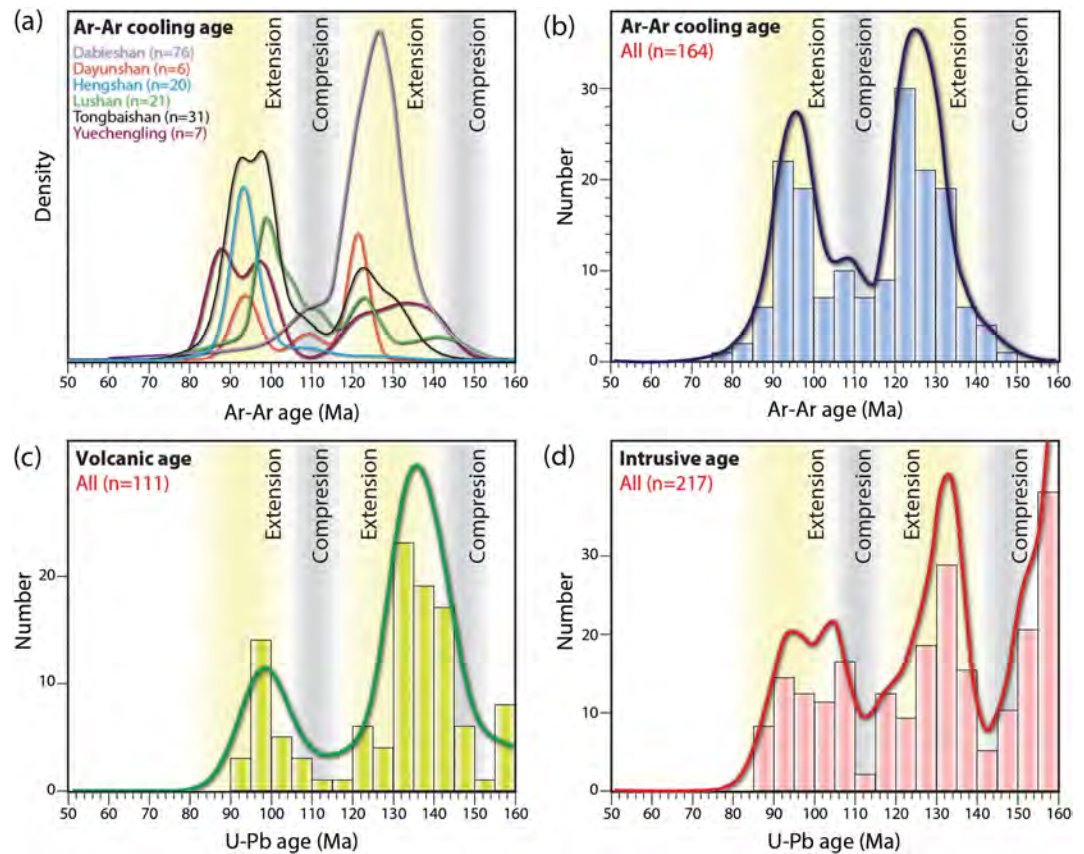 (a)
Ar-Ar cooling age
Dabieshan (n=76)
Dayunshan (n=6)
Hengshan (n=20)
Lushan (n=21)
Tongbaishan (n=31)
Yuechengling (n=7)
Extension
Compresion
Extension
Compresion
Density
50 60 70 80 90 100 110 120 130 140 150 160
Ar-Ar age (Ma)
(b)
Ar-Ar cooling age
All (n=164)
Extension
Compresion
Extension
Compresion
Number
30
20
10
0
50 60 70 80 90 100 110 120 130 140 150 160
Ar-Ar age (Ma)
(c)
Volcanic age
All (n=111)
Extension
Compresion
Extension
Compresion
Number
20
10
0
50 60 70 80 90 100 110 120 130 140 150 160
U-Pb age (Ma)
(d)
Intrusive age
All (n=217)
Extension
Compresion
Extension
Compresion
Number
30
20
10
0
50 60 70 80 90 100 110 120 130 140 150 160
U-Pb age (Ma)